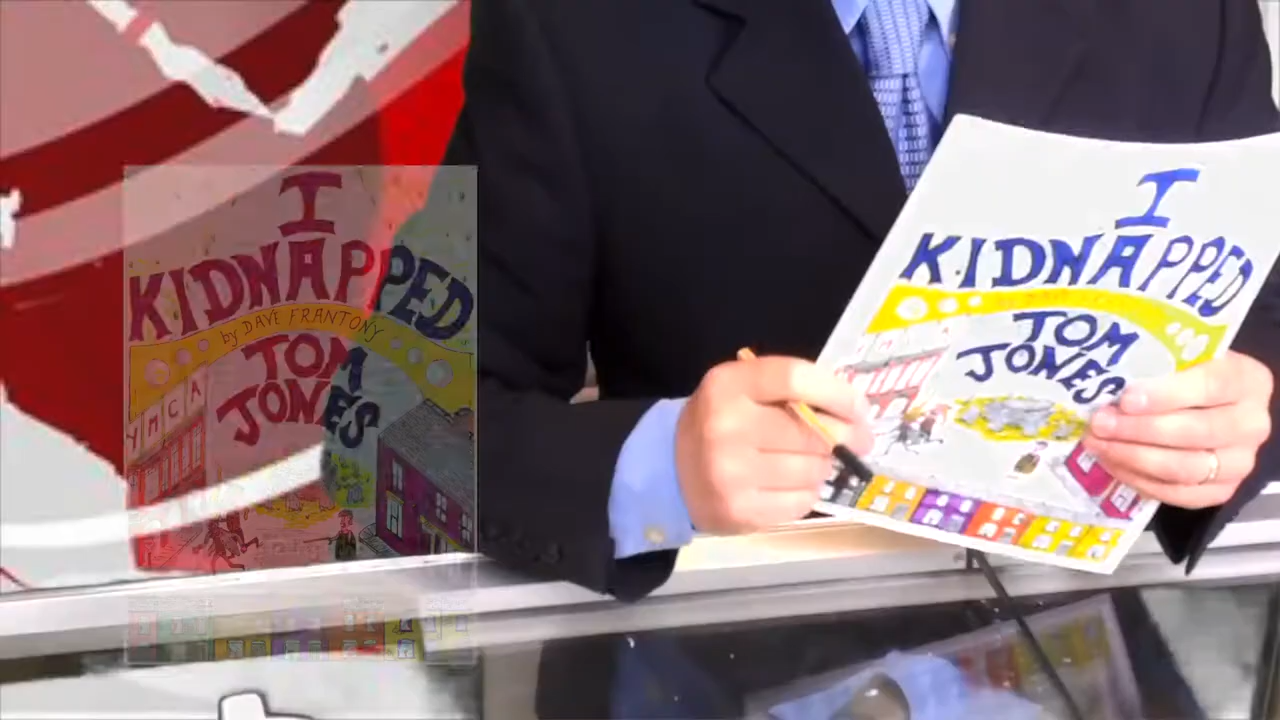 I
KIDNAPPED
by DAVE FRANTONY
TOM
JONES
YMCA
I
KIDNAPPED
TOM
JONES